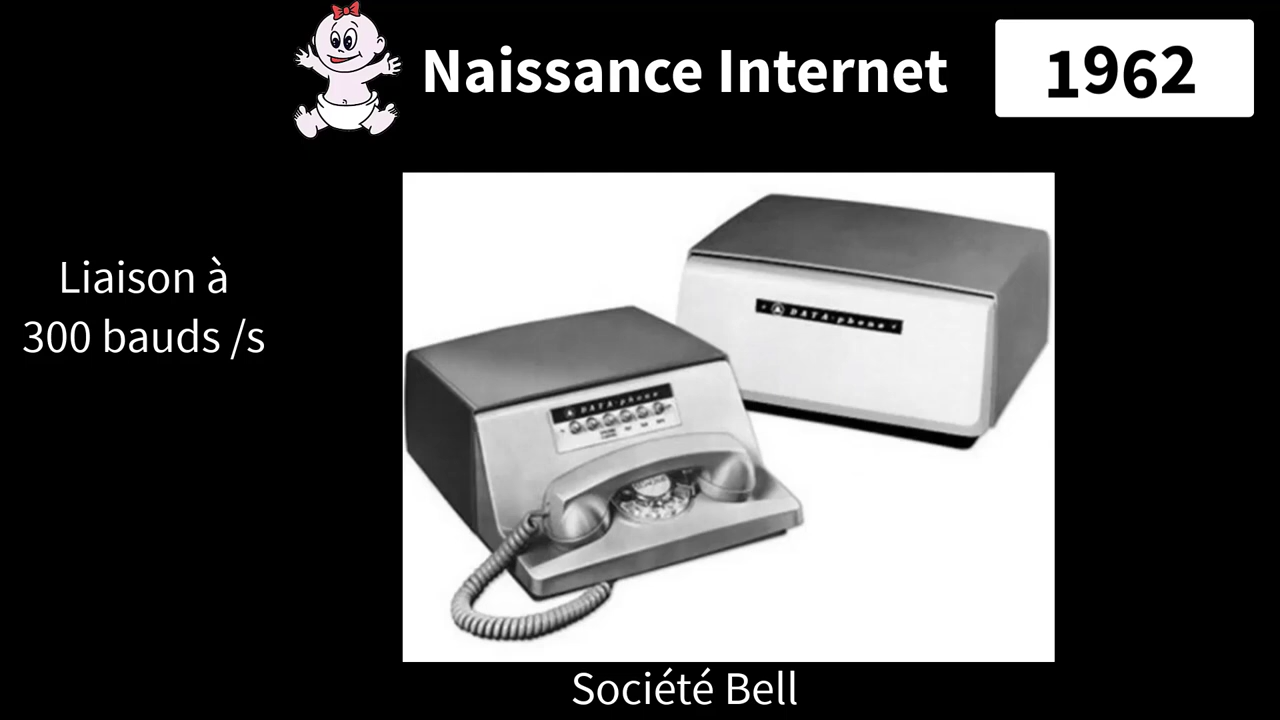 Naissance Internet
1962
Liaison à
300 bauds /s
DATA-phone
DATA-phone
Société Bell